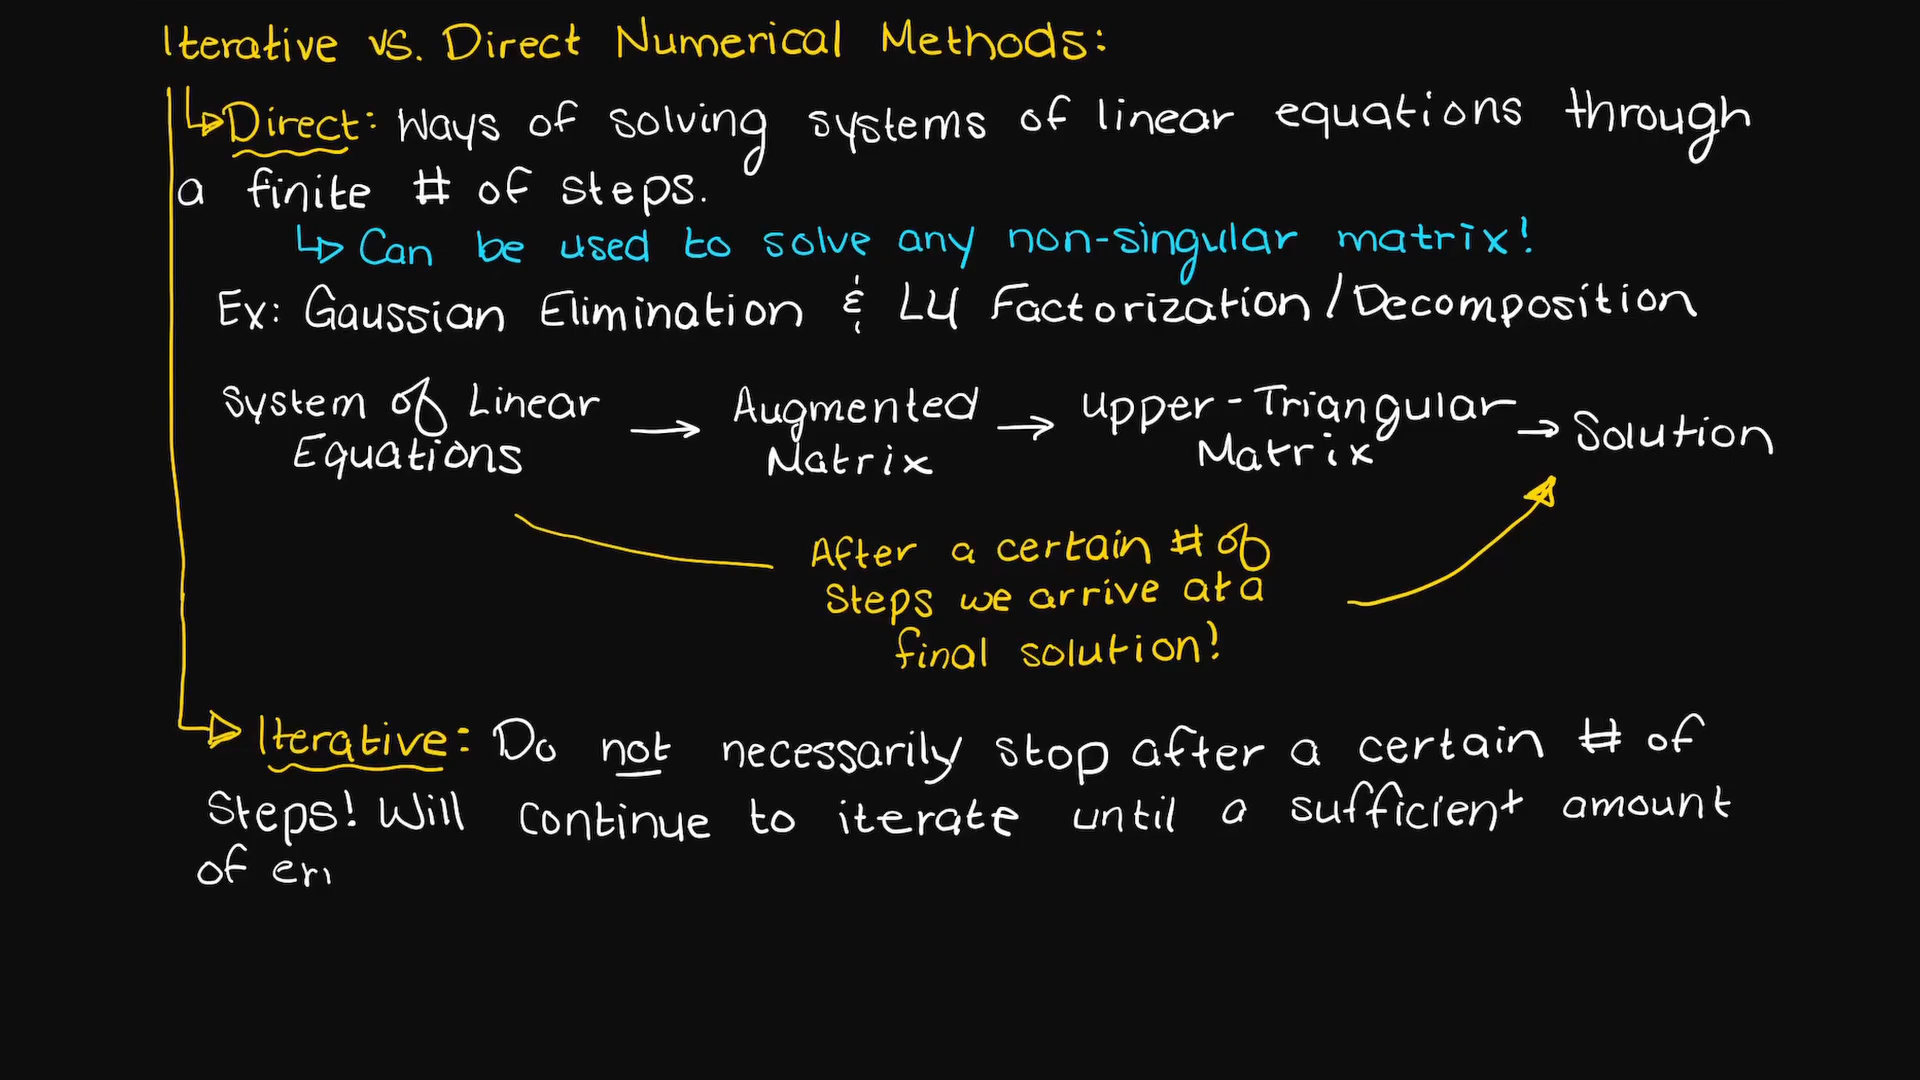 Iterative vs. Direct Numerical Methods:
Direct: Ways of solving systems of linear equations through
a finite # of steps.
Can be used to solve any non-singular matrix!
Ex: Gaussian Elimination & LU Factorization/Decomposition
System of Linear Equations → Augmented Matrix → Upper-Triangular Matrix → Solution
After a certain # of
Steps we arrive at a
final solution!
Iterative: Do not necessarily stop after a certain # of
Steps! Will continue to iterate until a sufficient amount
of err